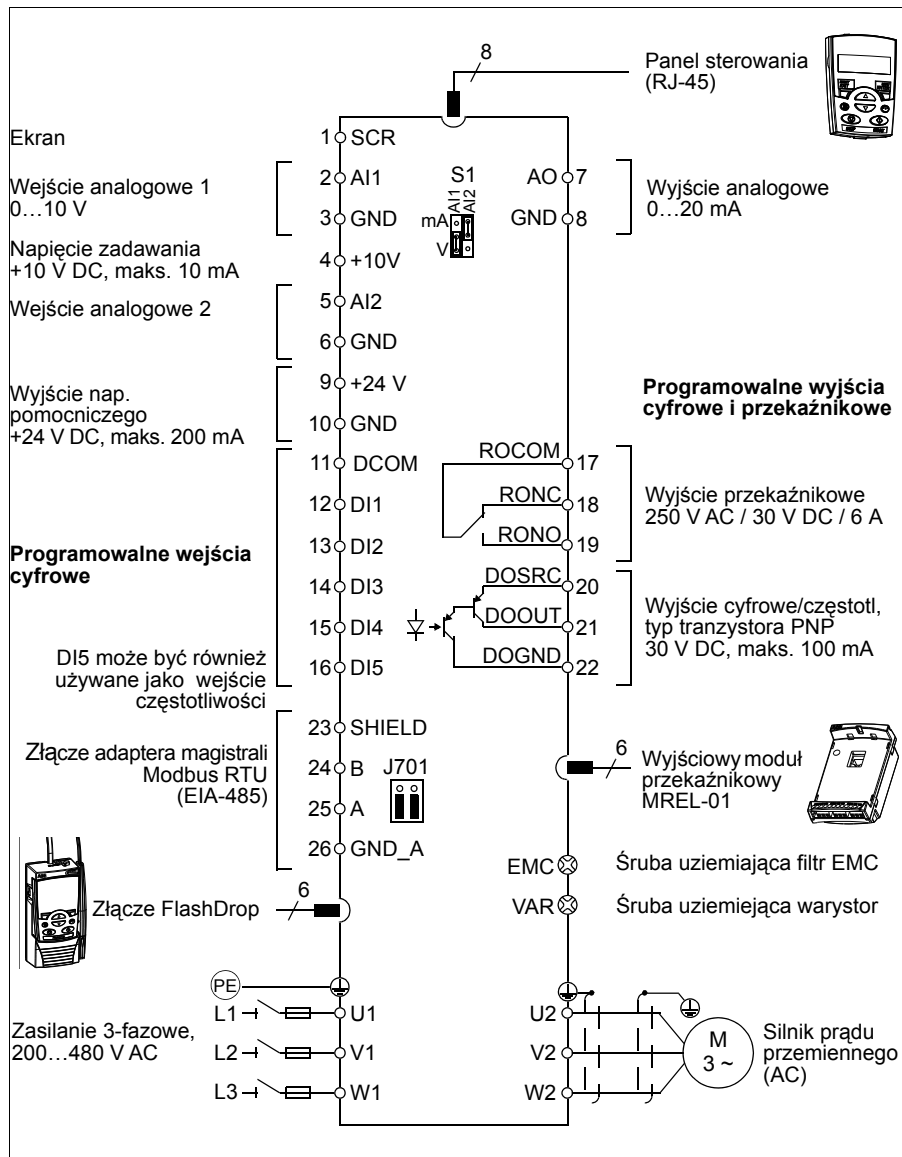 8
Panel sterowania
(RJ-45)
Ekran
1 SCR
Wejście analogowe 1
0…10 V
2 AI1
3 GND
S1
AI1
AI2
mA
V
AO 7
GND 8
Wyjście analogowe
0…20 mA
Napięcie zadawania
+10 V DC, maks. 10 mA
4 +10V
Wejście analogowe 2
5 AI2
6 GND
Wyjście nap.
pomocniczego
+24 V DC, maks. 200 mA
9 +24 V
10 GND
Programowalne wyjścia
cyfrowe i przekaźnikowe
11 DCOM
12 DI1
13 DI2
14 DI3
15 DI4
16 DI5
Programowalne wejścia
cyfrowe
DI5 może być również
używane jako wejście
częstotliwości
ROCOM 17
RONC 18
RONO 19
Wyjście przekaźnikowe
250 V AC / 30 V DC / 6 A
DOSRC 20
DOOUT 21
DOGND 22
Wyjście cyfrowe/częstotl,
typ tranzystora PNP
30 V DC, maks. 100 mA
23 SHIELD
24 B
25 A
26 GND_A
J701
Złącze adaptera magistrali
Modbus RTU
(EIA-485)
6
Wyjściowy moduł
przekaźnikowy
MREL-01
EMC
Śruba uziemiająca filtr EMC
VAR
Śruba uziemiejąca warystor
Złącze FlashDrop
6
PE
Zasilanie 3-fazowe,
200…480 V AC
L1 U1
L2 V1
L3 W1
U2
V2
W2
M
3 ~
Silnik prądu
przemiennego
(AC)